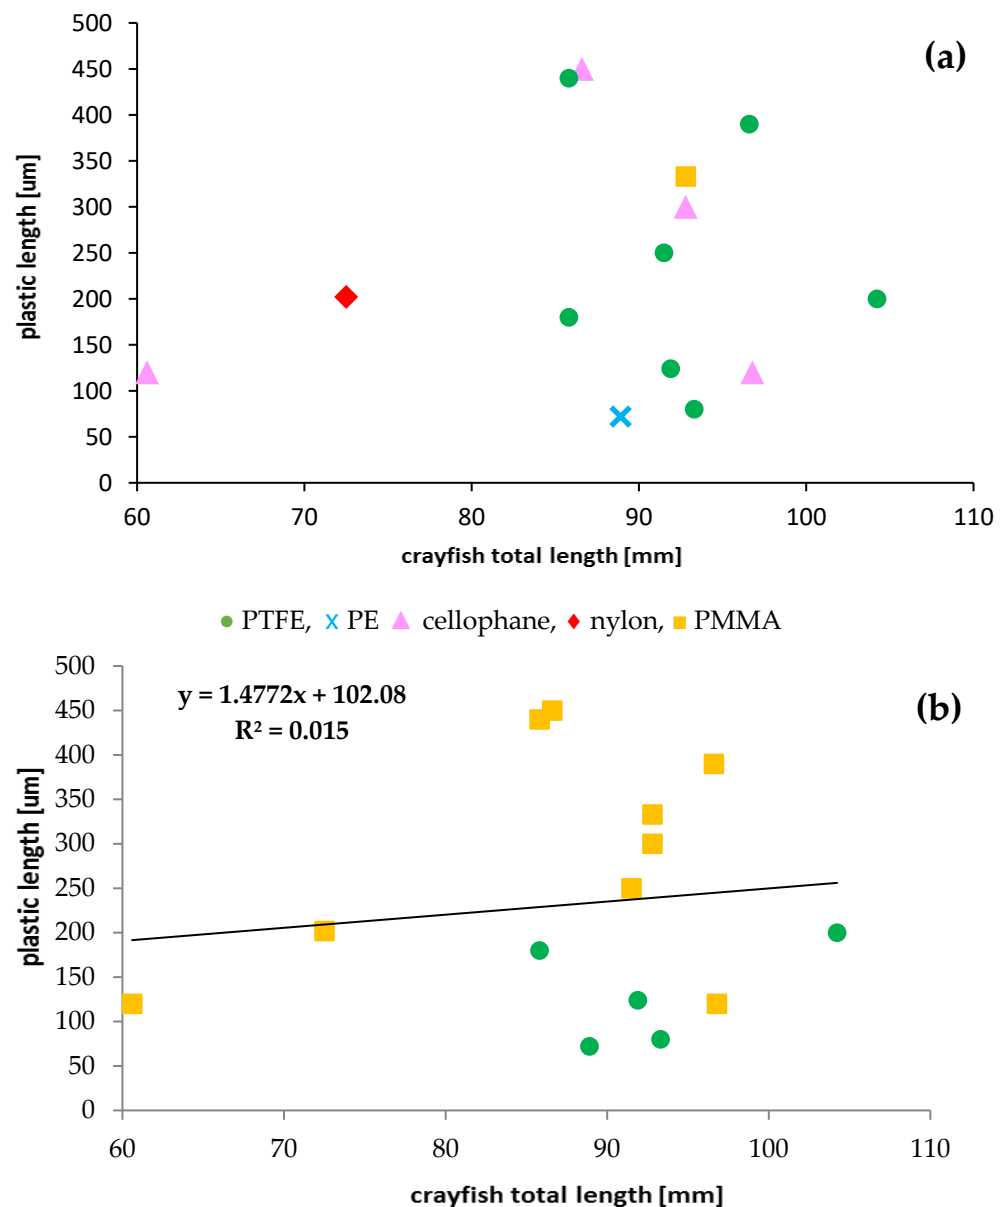 500
(a)
450
400
350
300
250
200
150
100
50
0
plastic length [um]
60 70 80 90 100 110
crayfish total length [mm]
PTFE, PE cellophane, nylon, PMMA
500
y = 1.4772x + 102.08
R² = 0.015
(b)
450
400
350
300
250
200
150
100
50
0
plastic length [um]
60 70 80 90 100 110
crayfish total length [mm]